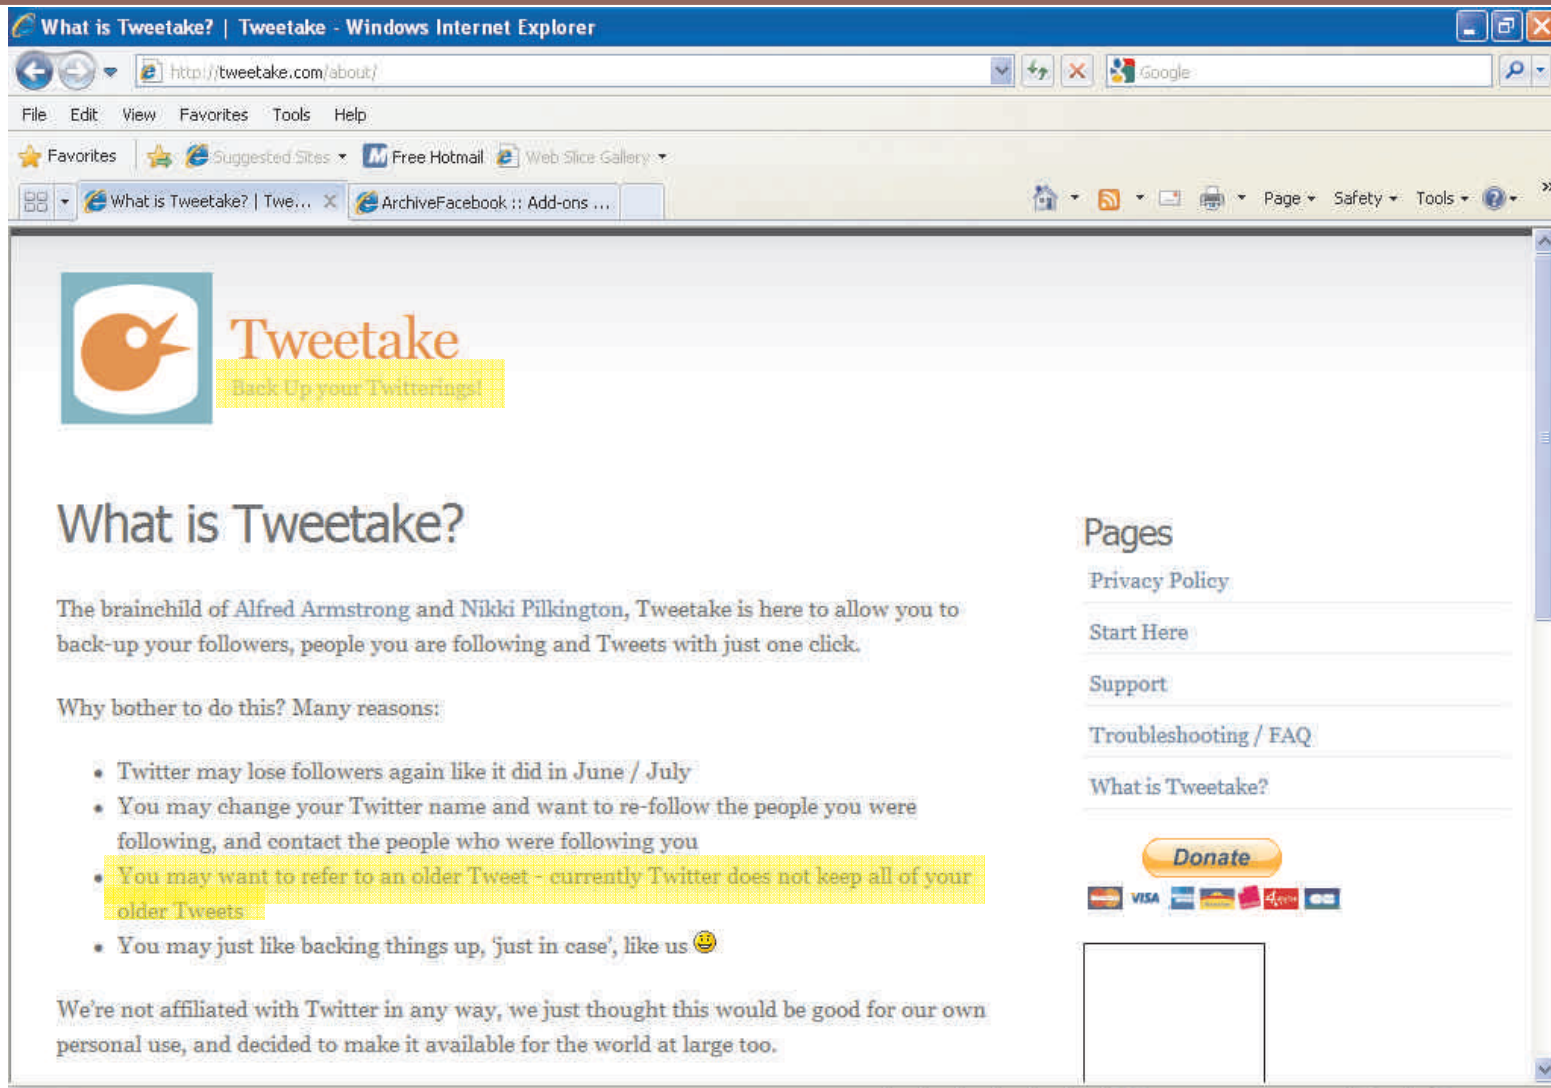 What is Tweetake? | Tweetake - Windows Internet Explorer
http://tweetake.com/about/
Google
File Edit View Favorites Tools Help
Favorites Suggested Sites Free Hotmail Web Slice Gallery
What is Tweetake? | Twe... ArchiveFacebook :: Add-ons ...
Page Safety Tools
Tweetake
Back Up your Twitterings!
What is Tweetake?
The brainchild of Alfred Armstrong and Nikki Pilkington, Tweetake is here to allow you to
back-up your followers, people you are following and Tweets with just one click.
Why bother to do this? Many reasons:
• Twitter may lose followers again like it did in June / July
• You may change your Twitter name and want to re-follow the people you were
following, and contact the people who were following you
• You may want to refer to an older Tweet - currently Twitter does not keep all of your
older Tweets
• You may just like backing things up, 'just in case', like us
We're not affiliated with Twitter in any way, we just thought this would be good for our own
personal use, and decided to make it available for the world at large too.
Pages
Privacy Policy
Start Here
Support
Troubleshooting / FAQ
What is Tweetake?
Donate
VISA